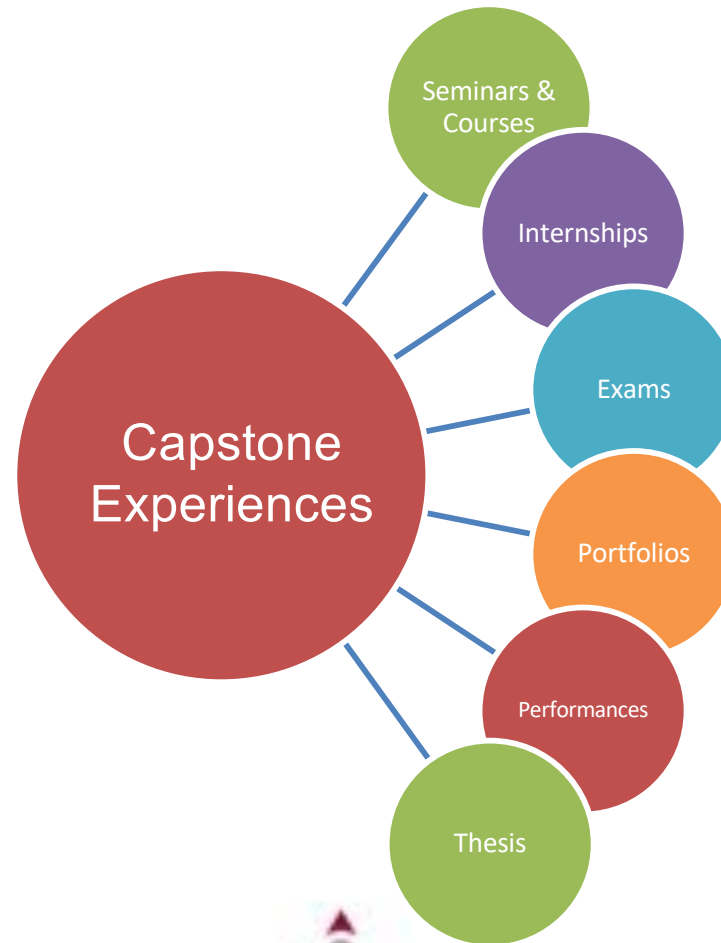 Seminars &
Courses
Internships
Exams
Capstone
Experiences
Portfolios
Performances
Thesis